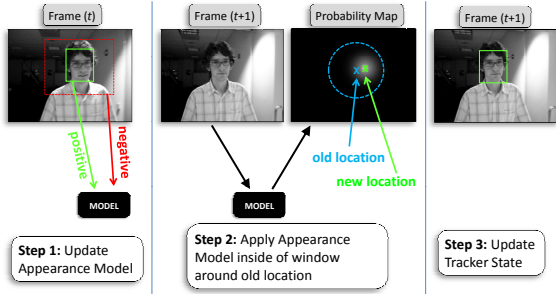 Frame (t)
positive
negative
MODEL
Step 1: Update
Appearance Model
Frame (t+1)
Probability Map
old location
new location
MODEL
Step 2: Apply Appearance
Model inside of window
around old location
Frame (t+1)
Step 3: Update
Tracker State